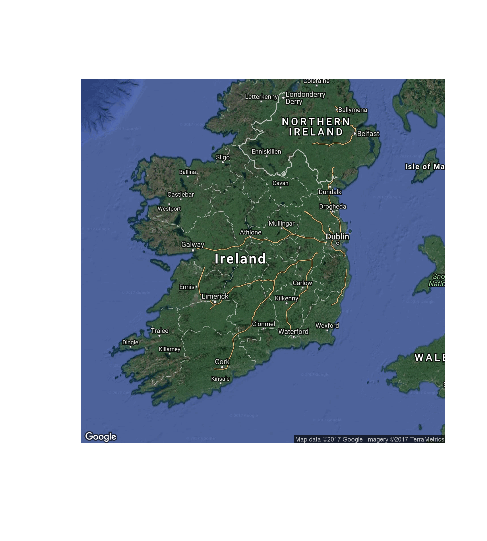 Coleraine
Letterkenny
Londonderry
Derry
Ballymena
NORTHERN
IRELAND
Belfast
Enniskillen
Sligo
Isle of Ma
Ballina
Cavan
Castlebar
Dundalk
Westport
Drogheda
Mullingar
Athlone
Dublin
Galway
Ireland
Ennis
Carlow
Limerick
Kilkenny
Clonmel
Wexford
Waterford
Tralee
Dingle
Killarney
WALE
Cork
Kinsale
Google
Map data ©2017 Google Imagery ©2017 TerraMetrics